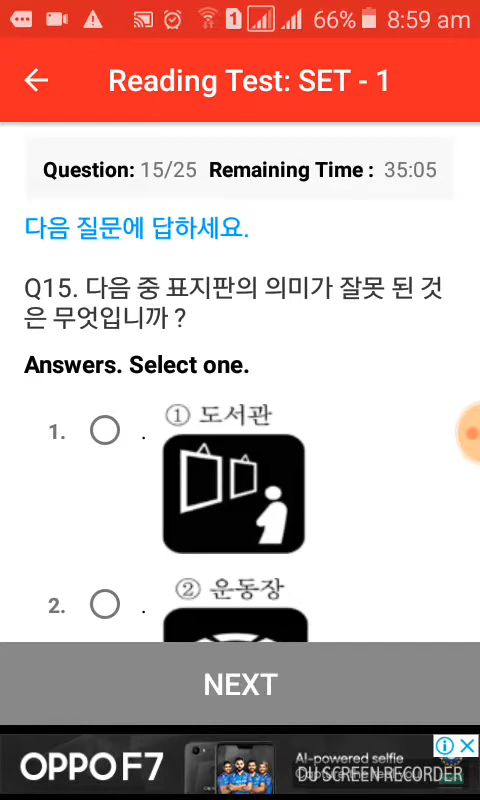 1 66% 8:59 am
Reading Test: SET - 1
Question: 15/25 Remaining Time : 35:05
다음 질문에 답하세요.
Q15. 다음 중 표지판의 의미가 잘못 된 것
은 무엇입니까 ?
Answers. Select one.
① 도서관
1. .
② 운동장
2. .
NEXT
OPPO F7
AI-powered selfie
DU SCREEN RECORDER